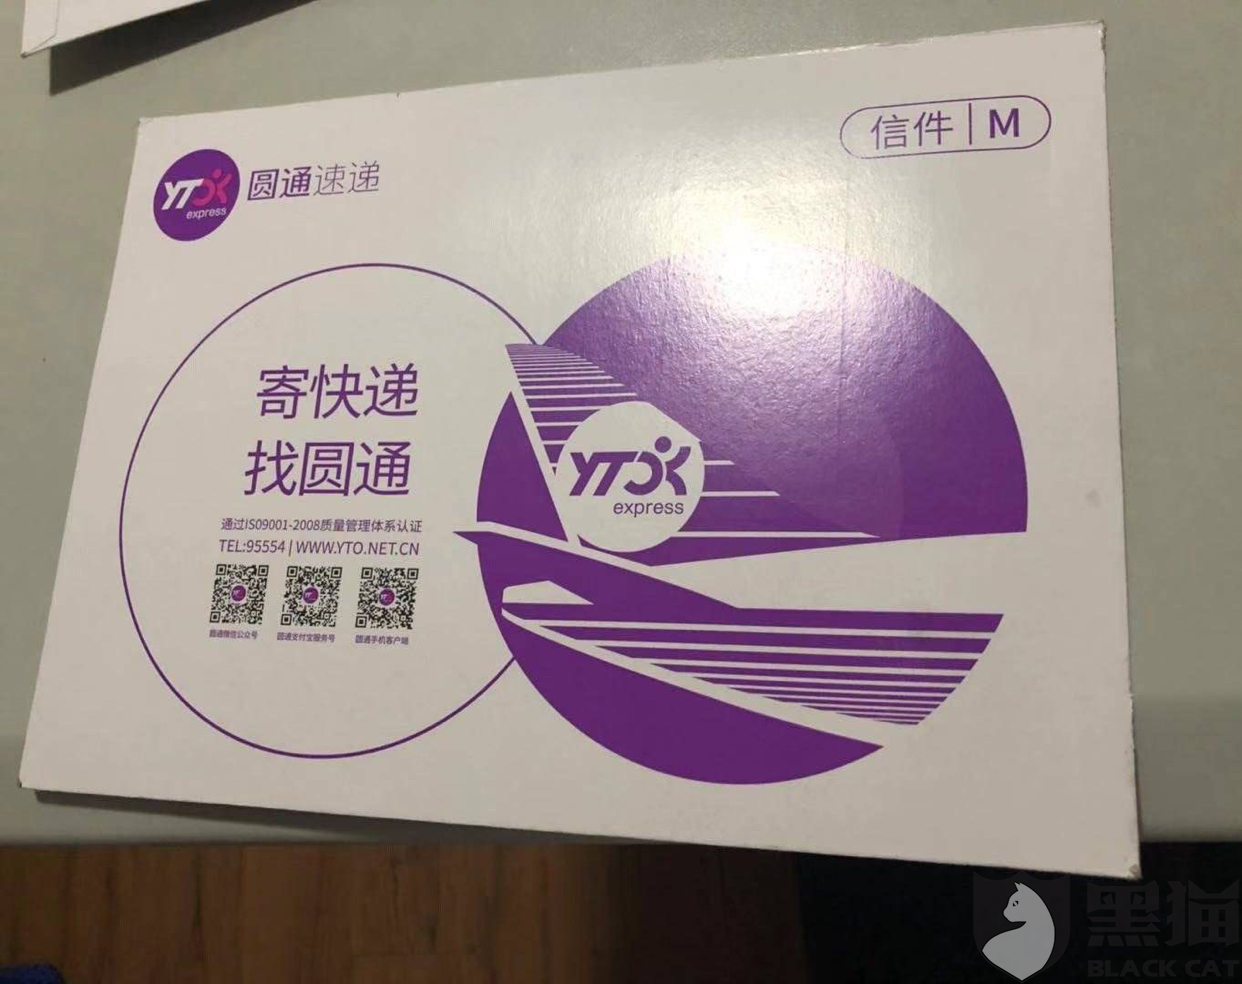 YTO
express
圆通速递
信件 | M
寄快递
找圆通
通过IS09001-2008质量管理体系认证
TEL:95554 | WWW.YTO.NET.CN
圆通微信公众号
圆通支付宝服务号
圆通手机客户端
YTO
express
黑猫
BLACK CAT